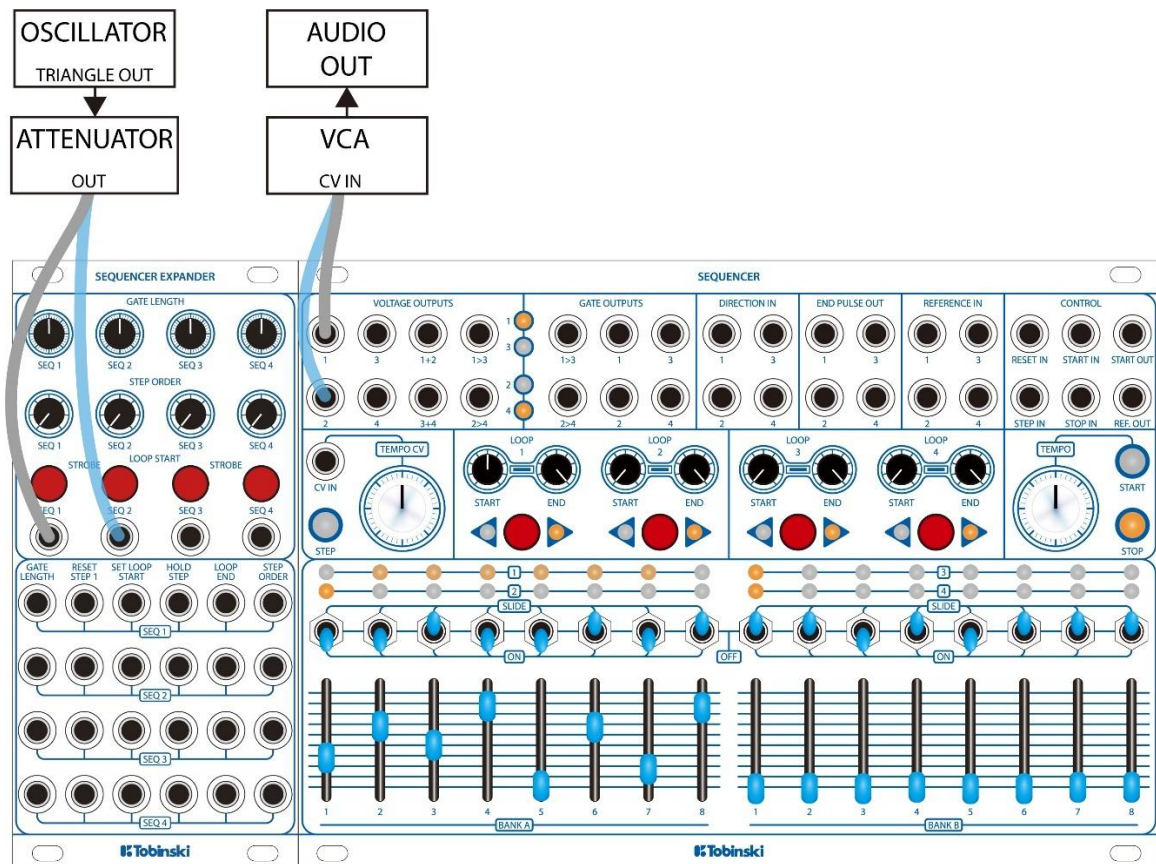 OSCILLATOR
TRIANGLE OUT
ATTENUATOR
OUT
AUDIO
OUT
VCA
CV IN
SEQUENCER EXPANDER
GATE LENGTH
SEQ 1 SEQ 2 SEQ 3 SEQ 4
STEP ORDER
SEQ 1 SEQ 2 SEQ 3 SEQ 4
STROBE LOOP START STROBE
SEQ 1 SEQ 2 SEQ 3 SEQ 4
GATE LENGTH RESET STEP 1 SET LOOP START HOLD STEP LOOP END STEP ORDER
SEQ 1
SEQ 2
SEQ 3
SEQ 4
Tobinski
SEQUENCER
VOLTAGE OUTPUTS GATE OUTPUTS DIRECTION IN END PULSE OUT REFERENCE IN CONTROL
1 3 1+2 1>3 1 3 1>3 1 3 1 3 1 3 1 3 RESET IN START IN START OUT
2 4 3+4 2>4 2 4 2>4 2 4 2 4 2 4 2 4 STEP IN STOP IN REF. OUT
CV IN
TEMPO CV
STEP
LOOP 1
START END
LOOP 2
START END
LOOP 3
START END
LOOP 4
START END
TEMPO
START
STOP
1 3
2 4
SLIDE SLIDE
ON OFF ON
1 2 3 4 5 6 7 8 1 2 3 4 5 6 7 8
BANK A BANK B
Tobinski